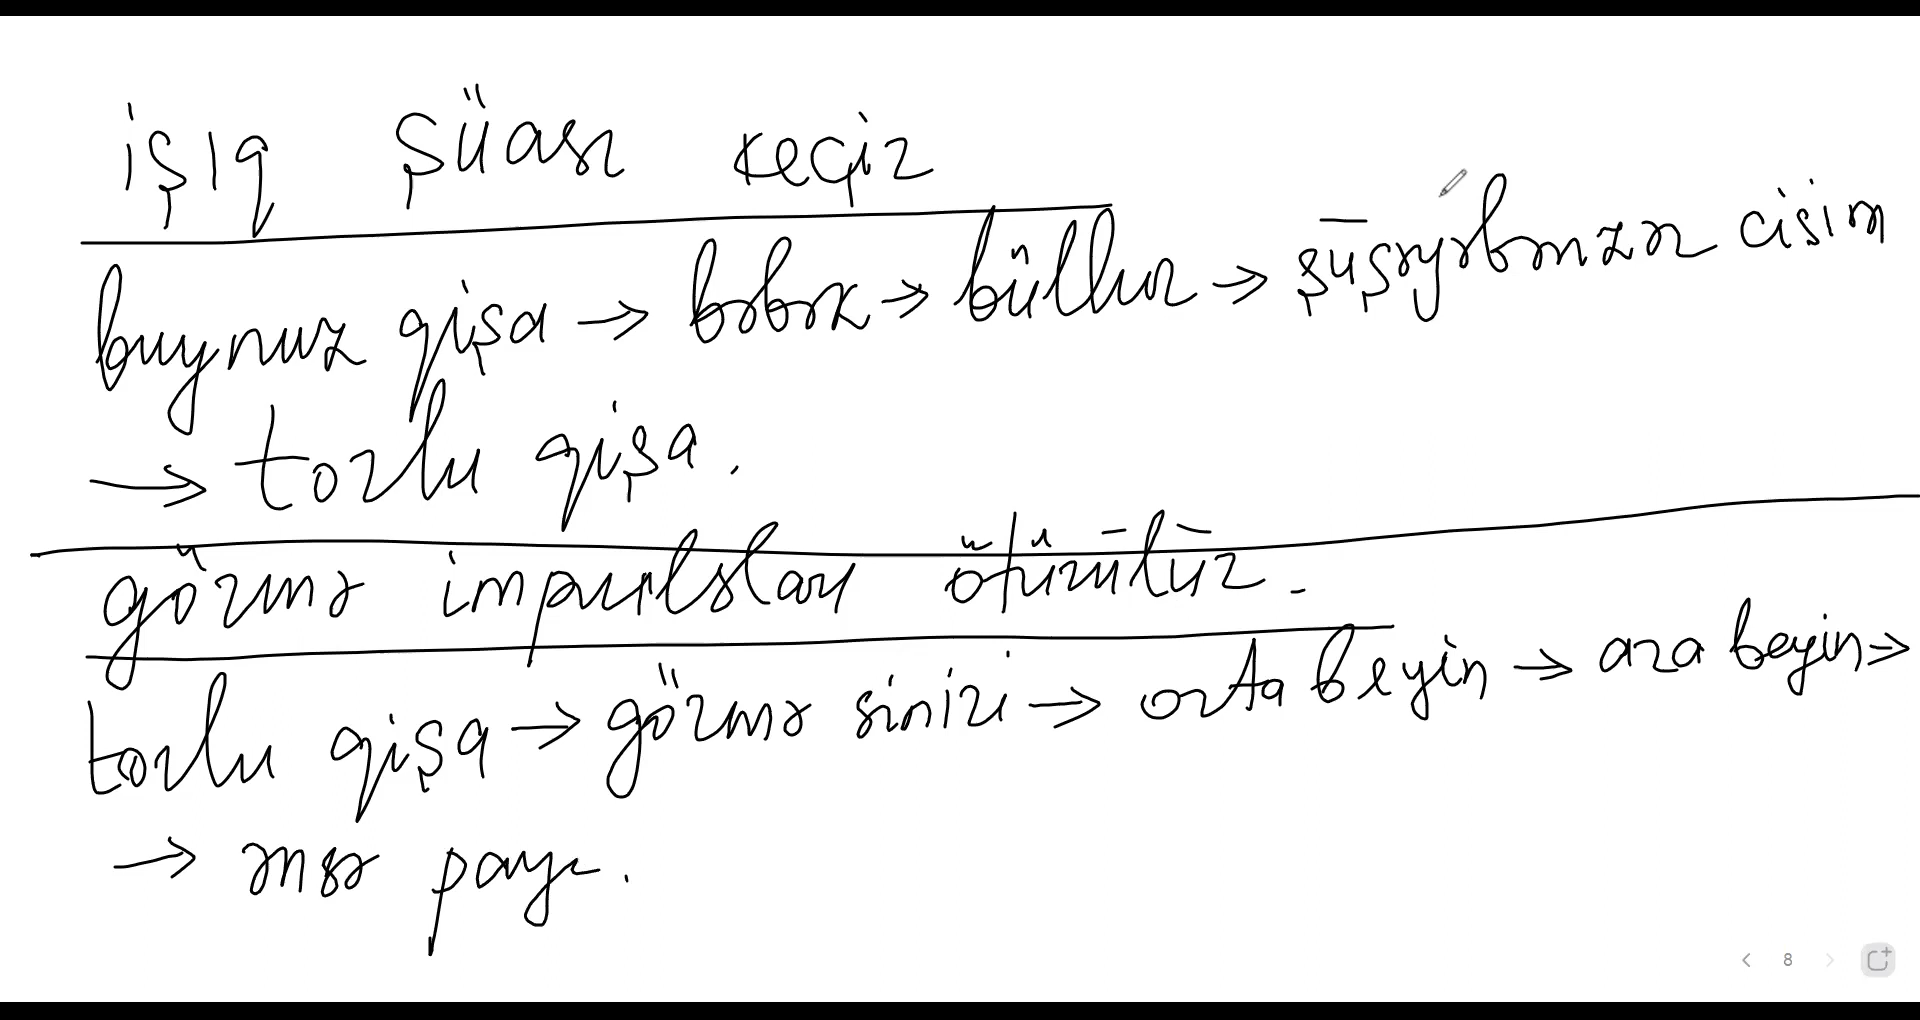 işıq şüası keçir
buynuz qişa → bəbək → büllur → şüşəyəbənzər cisim
→ torlu qişa.
görmə impulsları ötürülür.
torlu qişa → görmə siniri → orta beyin → ara beyin →
→ ənsə payı.
8